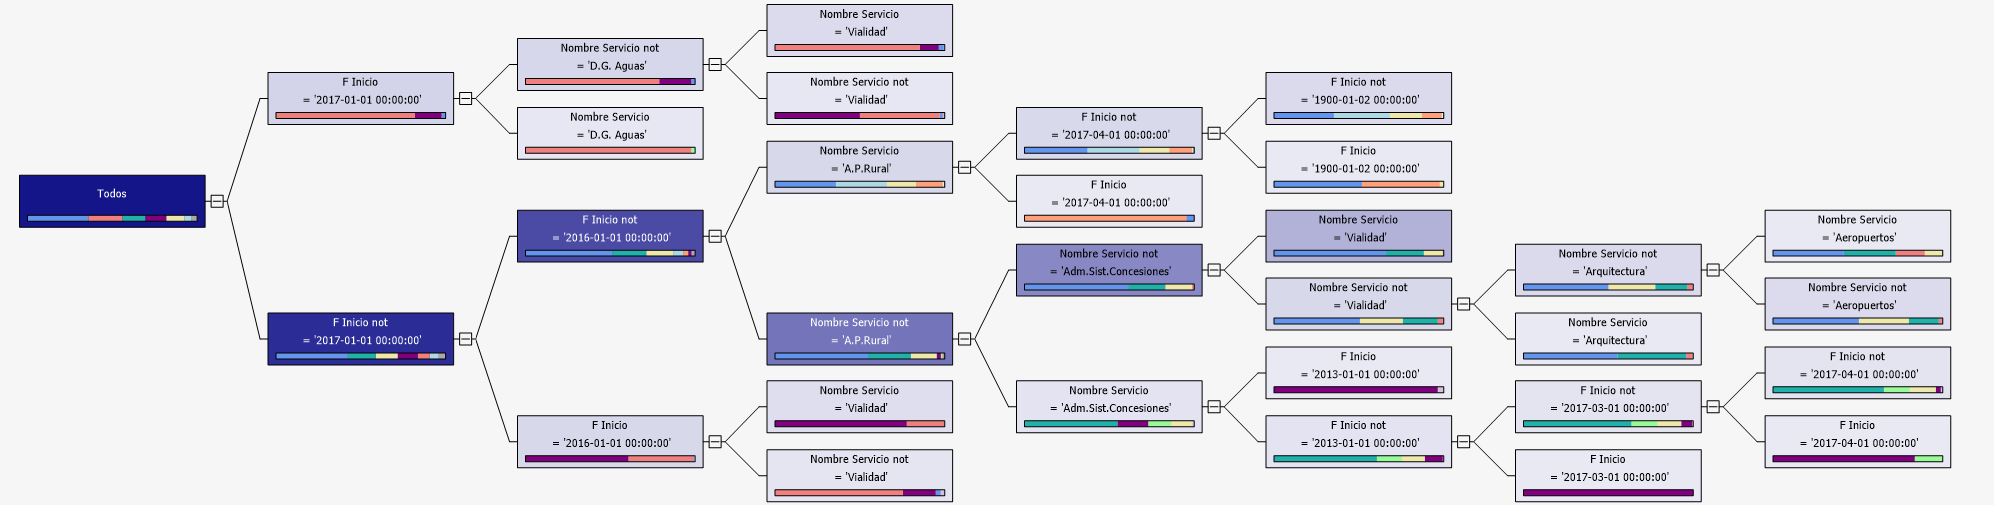 Todos
F Inicio
= '2017-01-01 00:00:00'
F Inicio not
= '2017-01-01 00:00:00'
Nombre Servicio not
= 'D.G. Aguas'
Nombre Servicio
= 'D.G. Aguas'
F Inicio not
= '2016-01-01 00:00:00'
F Inicio
= '2016-01-01 00:00:00'
Nombre Servicio
= 'Vialidad'
Nombre Servicio not
= 'Vialidad'
Nombre Servicio
= 'A.P.Rural'
Nombre Servicio not
= 'A.P.Rural'
Nombre Servicio
= 'Vialidad'
Nombre Servicio not
= 'Vialidad'
F Inicio not
= '2017-04-01 00:00:00'
F Inicio
= '2017-04-01 00:00:00'
Nombre Servicio not
= 'Adm.Sist.Concesiones'
Nombre Servicio
= 'Adm.Sist.Concesiones'
F Inicio not
= '1900-01-02 00:00:00'
F Inicio
= '1900-01-02 00:00:00'
Nombre Servicio
= 'Vialidad'
Nombre Servicio not
= 'Vialidad'
F Inicio
= '2013-01-01 00:00:00'
F Inicio not
= '2013-01-01 00:00:00'
Nombre Servicio not
= 'Arquitectura'
Nombre Servicio
= 'Arquitectura'
F Inicio not
= '2017-03-01 00:00:00'
F Inicio
= '2017-03-01 00:00:00'
Nombre Servicio
= 'Aeropuertos'
Nombre Servicio not
= 'Aeropuertos'
F Inicio not
= '2017-04-01 00:00:00'
F Inicio
= '2017-04-01 00:00:00'